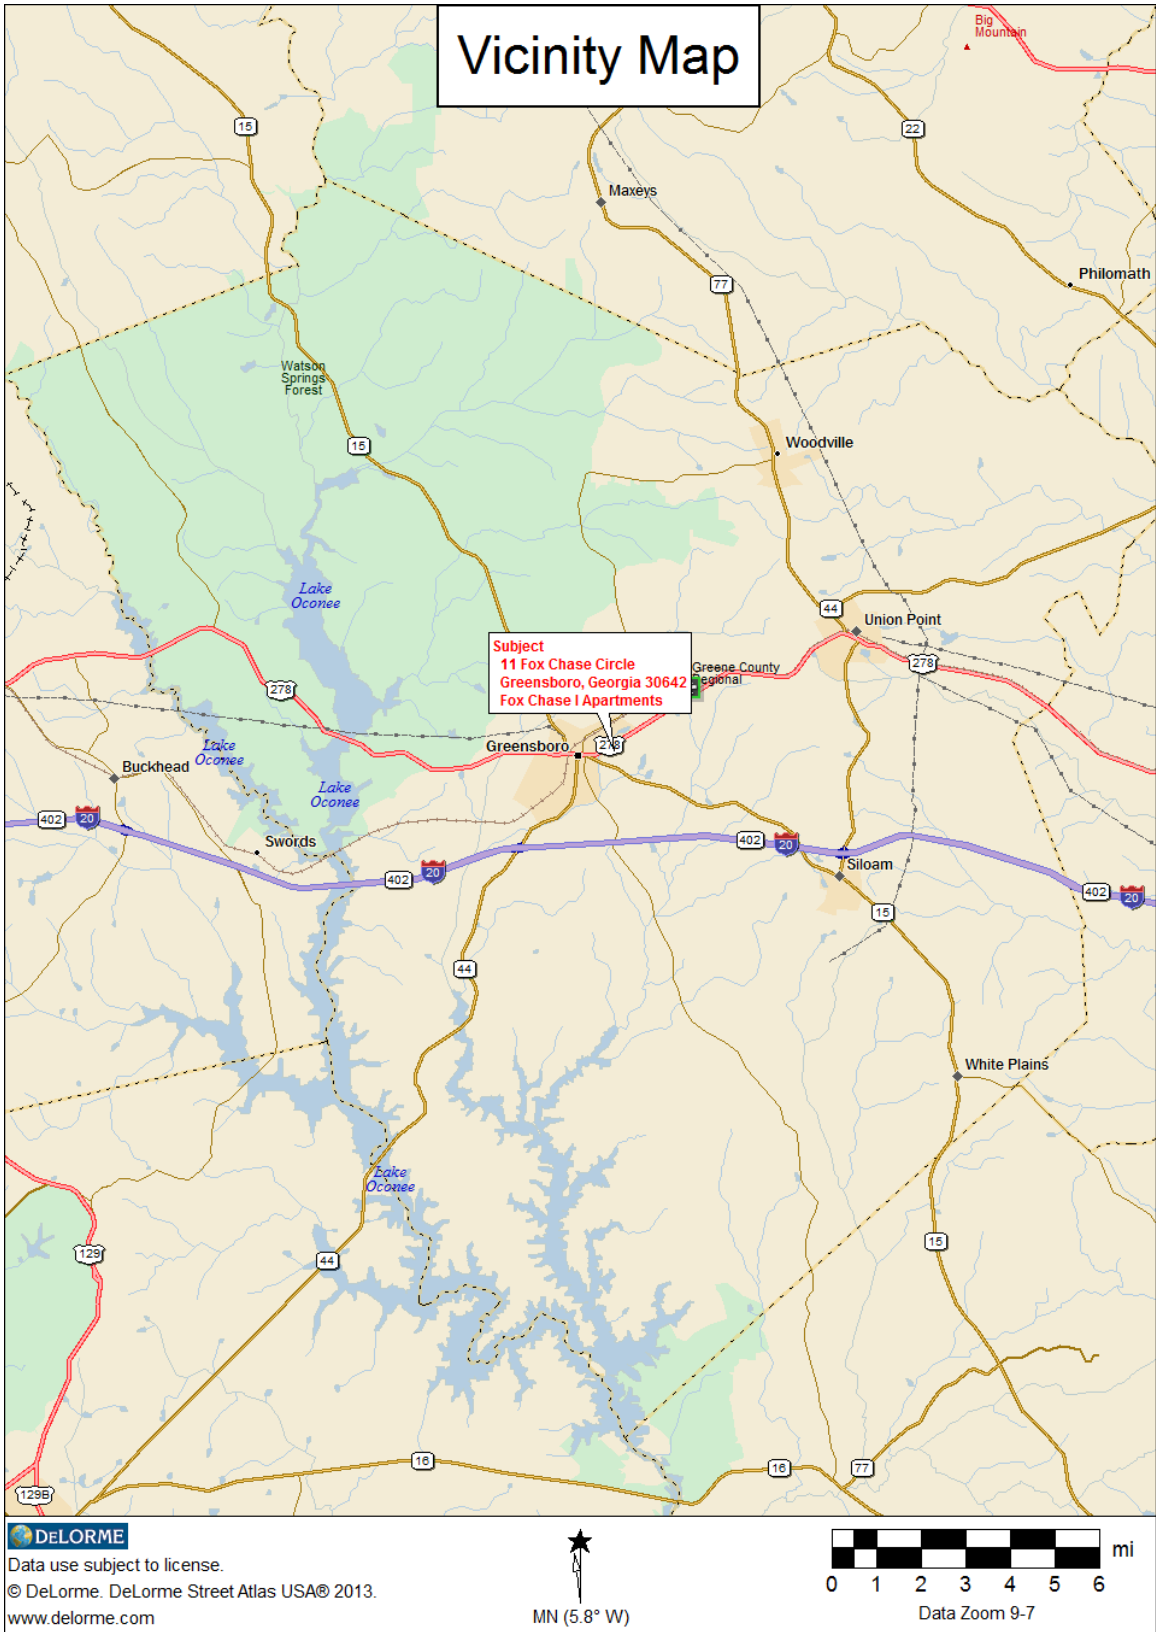 Vicinity Map
Big
Mountain
15
22
Maxeys
Philomath
77
Watson
Springs
Forest
15
Woodville
Lake
Oconee
44
Union Point
Subject
11 Fox Chase Circle
Greensboro, Georgia 30642
Fox Chase I Apartments
Greene County
Regional
278
278
Lake
Oconee
Greensboro
278
Buckhead
Lake
Oconee
402
20
Swords
402
20
402
20
Siloam
402
20
15
44
White Plains
Lake
Oconee
129
44
15
16
16
77
129B
DELORME
Data use subject to license.
© DeLorme. DeLorme Street Atlas USA® 2013.
www.delorme.com
MN (5.8° W)
mi
0 1 2 3 4 5 6
Data Zoom 9-7